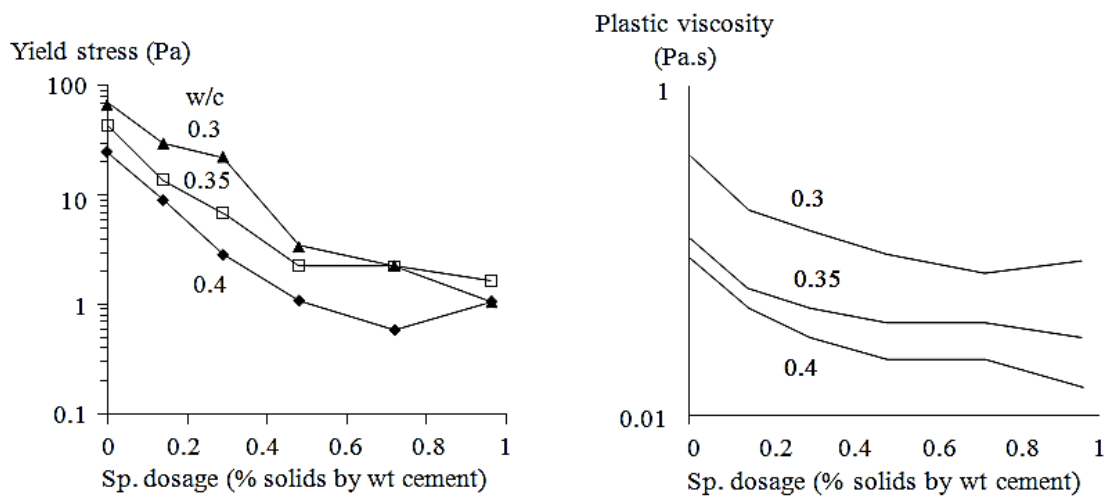 Yield stress (Pa)
100
10
1
0.1
w/c
0.3
0.35
0.4
0 0.2 0.4 0.6 0.8 1
Sp. dosage (% solids by wt cement)
Plastic viscosity
(Pa.s)
1
0.01
0.3
0.35
0.4
0 0.2 0.4 0.6 0.8 1
Sp. dosage (% solids by wt cement)